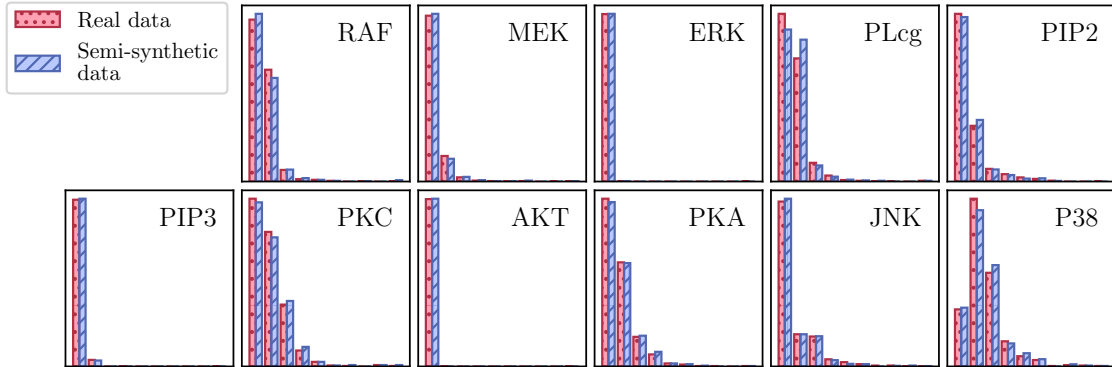 Real data
Semi-synthetic
data
RAF
MEK
ERK
PLcg
PIP2
PIP3
PKC
AKT
PKA
JNK
P38